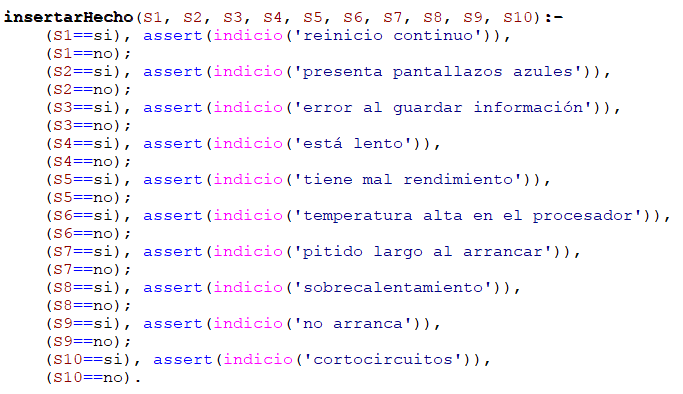 insertarHecho(S1, S2, S3, S4, S5, S6, S7, S8, S9, S10):-
(S1==si), assert(indicio('reinicio continuo')),
(S1==no);
(S2==si), assert(indicio('presenta pantallazos azules')),
(S2==no);
(S3==si), assert(indicio('error al guardar información')),
(S3==no);
(S4==si), assert(indicio('está lento')),
(S4==no);
(S5==si), assert(indicio('tiene mal rendimiento')),
(S5==no);
(S6==si), assert(indicio('temperatura alta en el procesador')),
(S6==no);
(S7==si), assert(indicio('pitido largo al arrancar')),
(S7==no);
(S8==si), assert(indicio('sobrecalentamiento')),
(S8==no);
(S9==si), assert(indicio('no arranca')),
(S9==no);
(S10==si), assert(indicio('cortocircuitos')),
(S10==no).